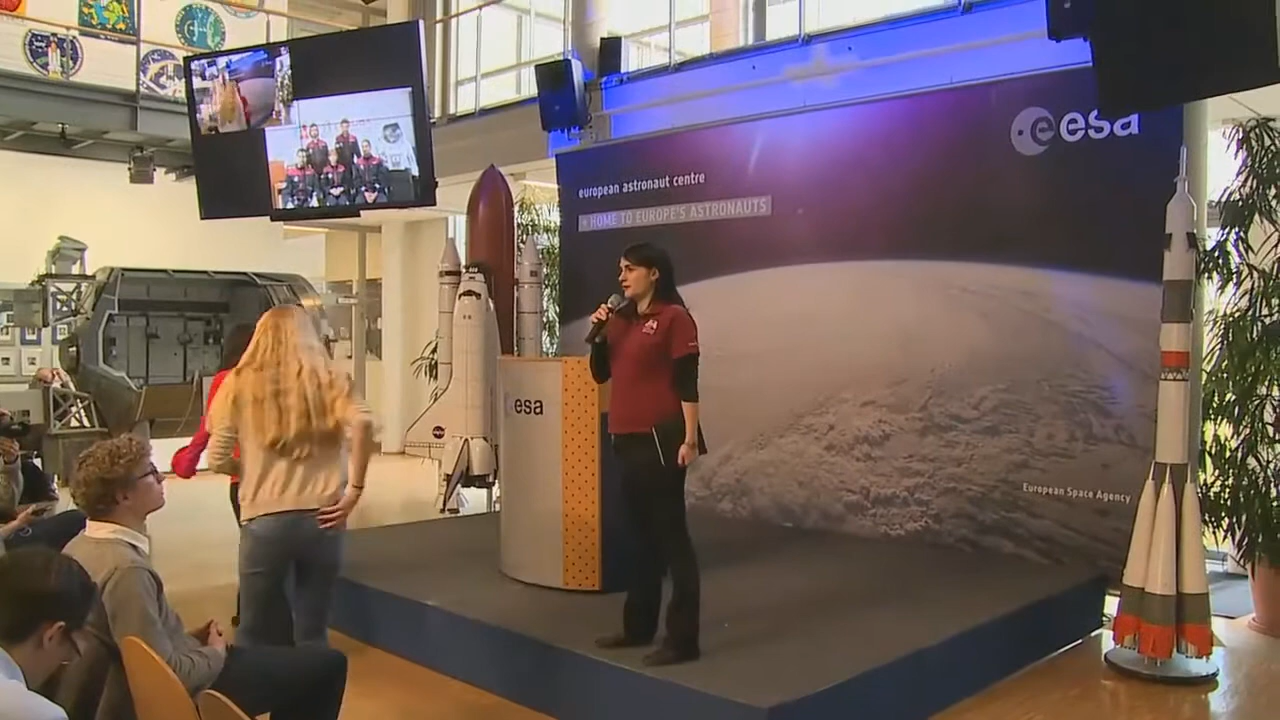 esa
european astronaut centre
HOME TO EUROPE'S ASTRONAUTS
esa
European Space Agency